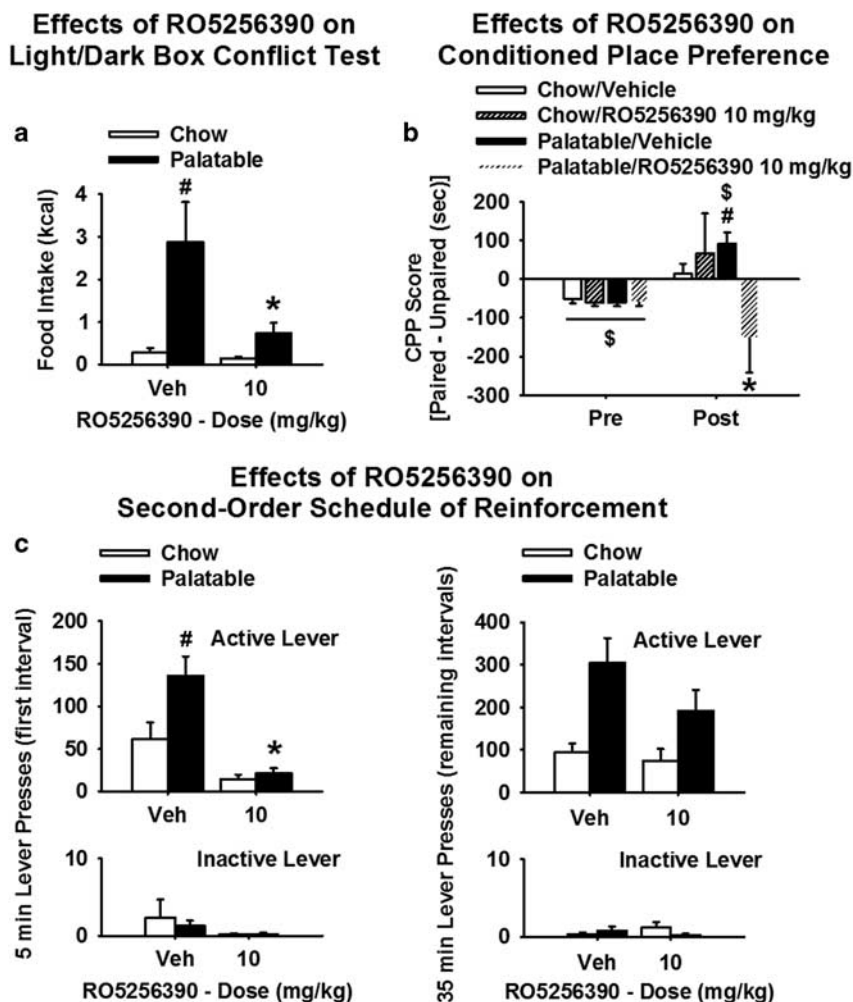 Effects of RO5256390 on
Light/Dark Box Conflict Test
a
Chow
Palatable
Food Intake (kcal)
4
3
2
1
0
#
*
Veh
10
RO5256390 - Dose (mg/kg)
Effects of RO5256390 on
Conditioned Place Preference
Chow/Vehicle
Chow/RO5256390 10 mg/kg
b
Palatable/Vehicle
Palatable/RO5256390 10 mg/kg
CPP Score
[Paired - Unpaired (sec)]
200
100
0
-100
-200
-300
$
$
#
*
Pre
Post
Effects of RO5256390 on
Second-Order Schedule of Reinforcement
c
Chow
Palatable
5 min Lever Presses (first interval)
200
150
100
50
0
#
Active Lever
*
Veh
10
10
0
Inactive Lever
Veh
10
RO5256390 - Dose (mg/kg)
Chow
Palatable
35 min Lever Presses (remaining intervals)
400
300
200
100
0
Active Lever
Veh
10
10
0
Inactive Lever
Veh
10
RO5256390 - Dose (mg/kg)